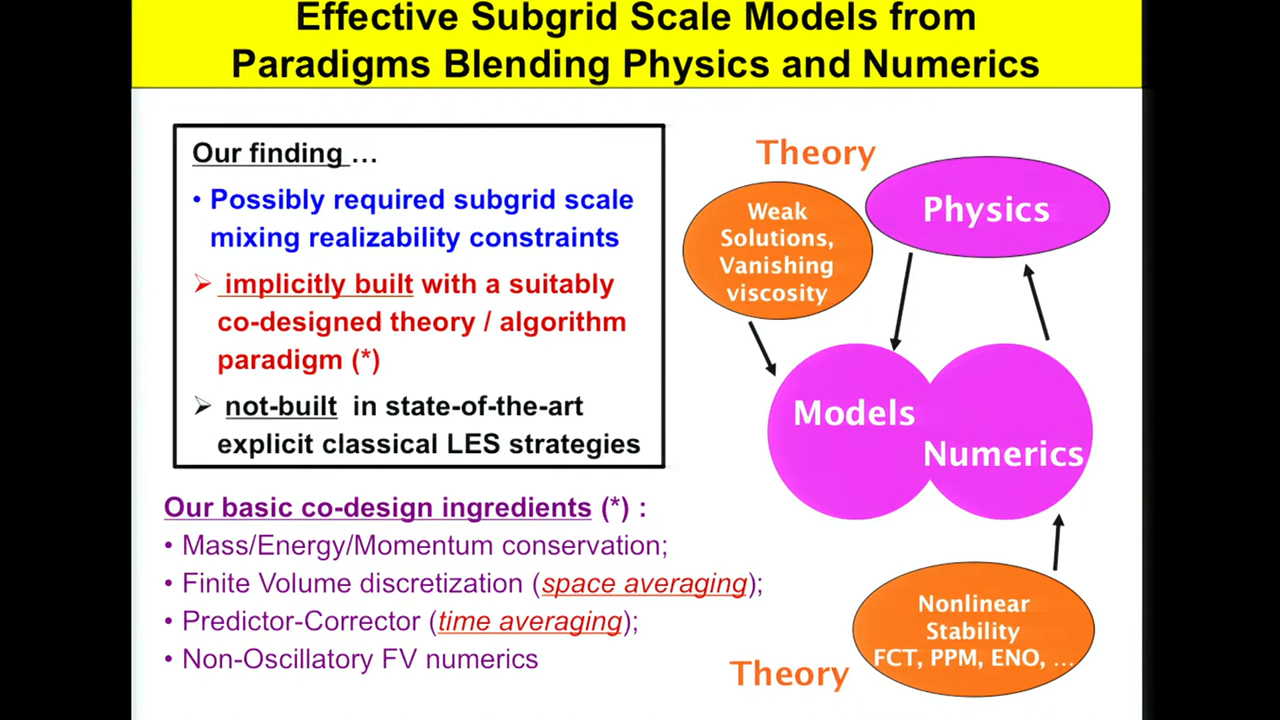 Effective Subgrid Scale Models from
Paradigms Blending Physics and Numerics
Our finding …
• Possibly required subgrid scale
mixing realizability constraints
➢ implicitly built with a suitably
co-designed theory / algorithm
paradigm (*)
➢ not-built in state-of-the-art
explicit classical LES strategies
Our basic co-design ingredients (*) :
• Mass/Energy/Momentum conservation;
• Finite Volume discretization (space averaging);
• Predictor-Corrector (time averaging);
• Non-Oscillatory FV numerics
Theory
Weak
Solutions,
Vanishing
viscosity
Physics
Models
Numerics
Nonlinear
Stability
FCT, PPM, ENO, …
Theory